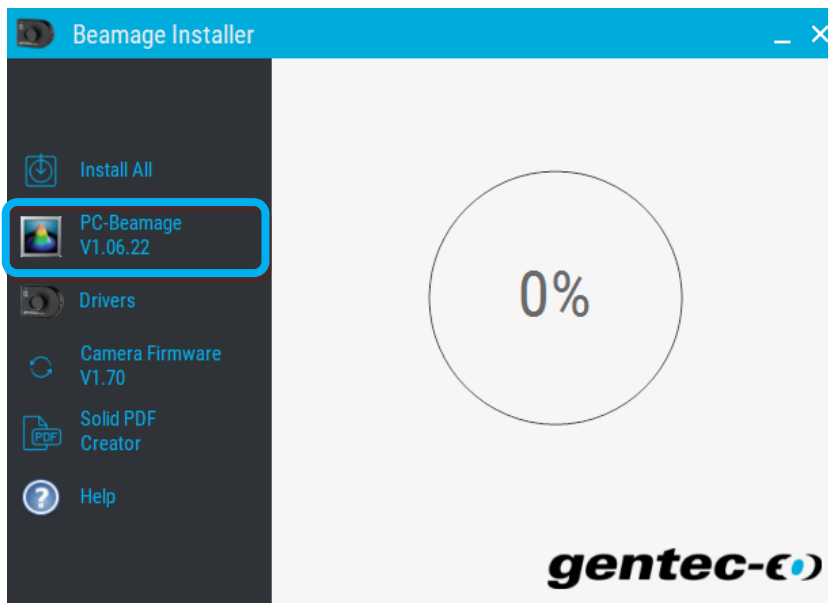 Beamage Installer
Install All
PC-Beamage
V1.06.22
Drivers
Camera Firmware
V1.70
Solid PDF
Creator
PDF
Help
0%
gentec-eo